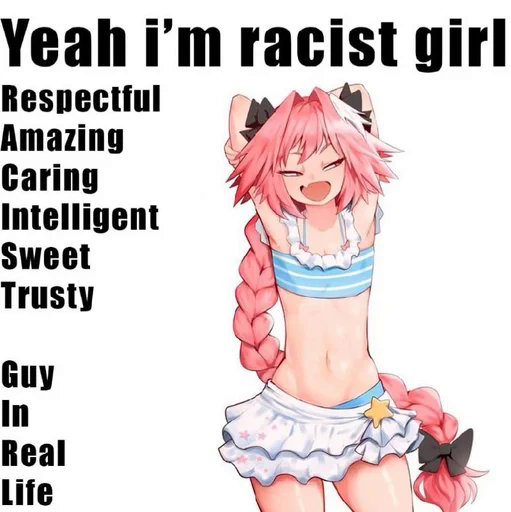 Yeah i'm racist girl
Respectful
Amazing
Caring
Intelligent
Sweet
Trusty
Guy
In
Real
Life